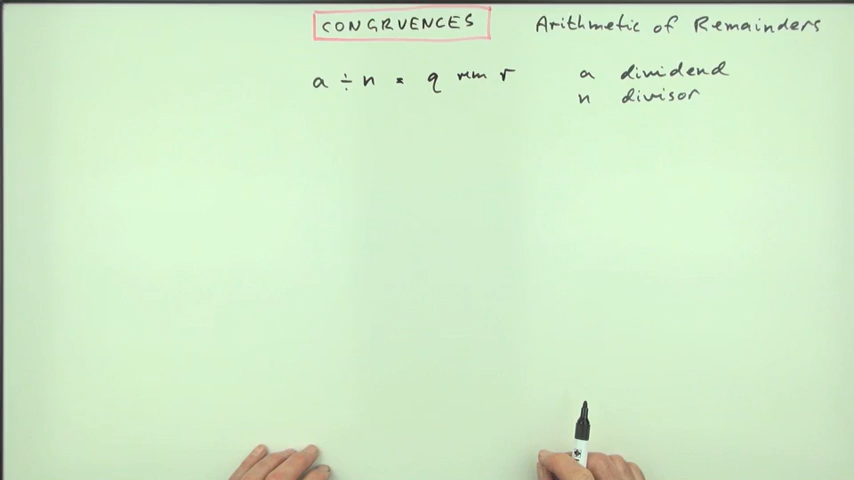 CONGRUENCES Arithmetic of Remainders
a ÷ n = q rem r
a dividend
n divisor